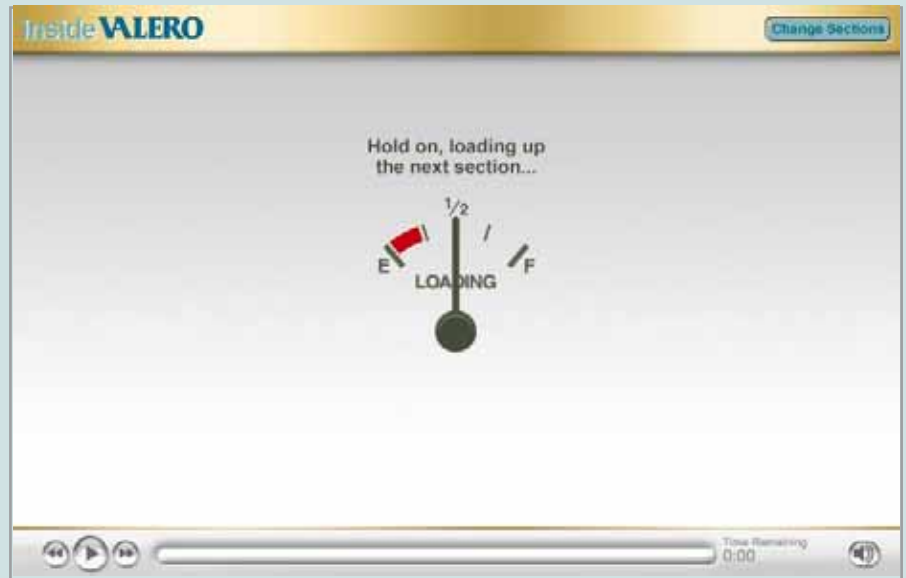 Inside VALERO
Change Sections
Hold on, loading up
the next section...
1/2
E
F
LOADING
Time Remaining
0:00